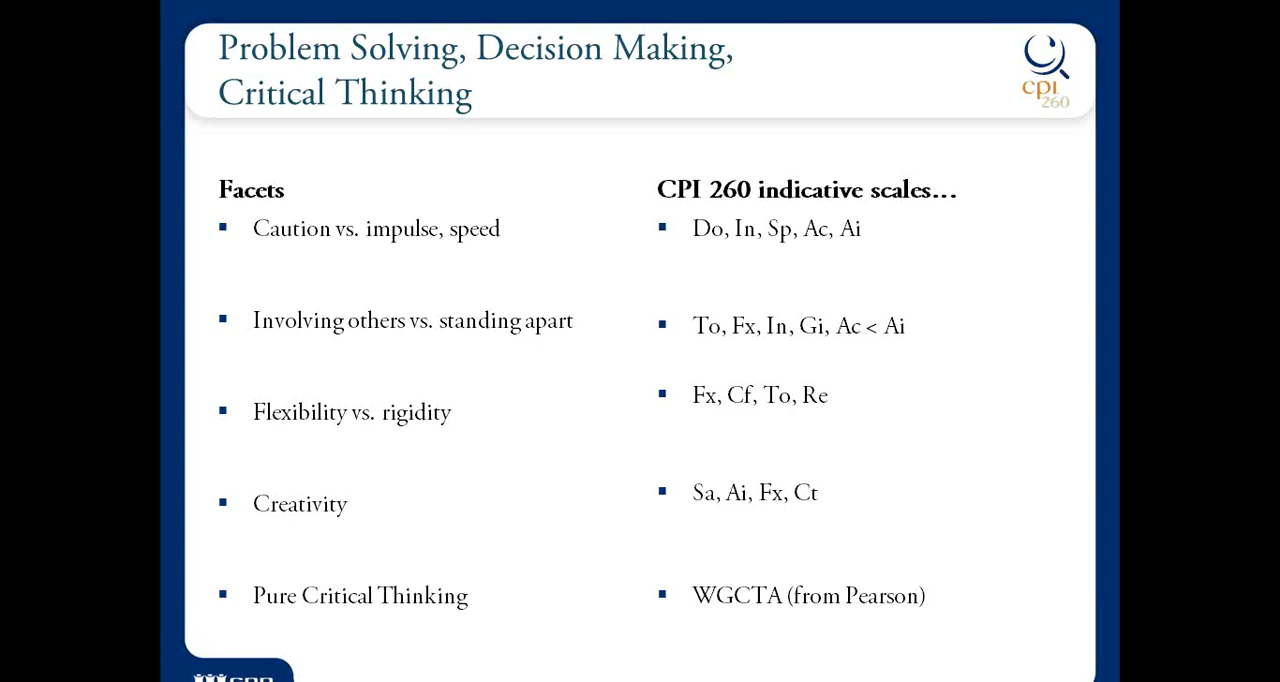 Problem Solving, Decision Making,
Critical Thinking
cpi
260
Facets
▪ Caution vs. impulse, speed
▪ Involving others vs. standing apart
▪ Flexibility vs. rigidity
▪ Creativity
▪ Pure Critical Thinking
CPI 260 indicative scales...
▪ Do, In, Sp, Ac, Ai
▪ To, Fx, In, Gi, Ac < Ai
▪ Fx, Cf, To, Re
▪ Sa, Ai, Fx, Ct
▪ WGCTA (from Pearson)